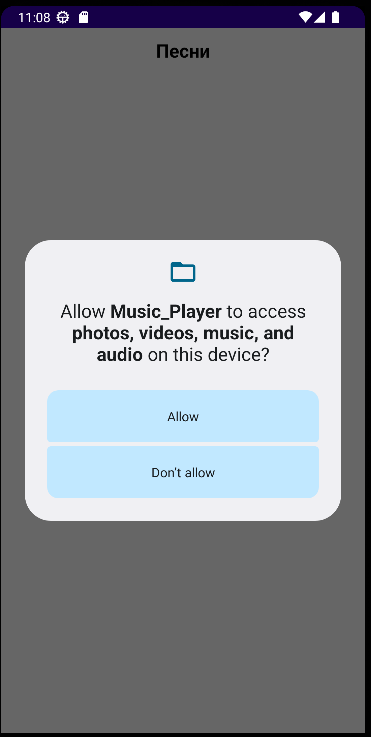 11:08
Песни
Allow Music_Player to access
photos, videos, music, and
audio on this device?
Allow
Don't allow